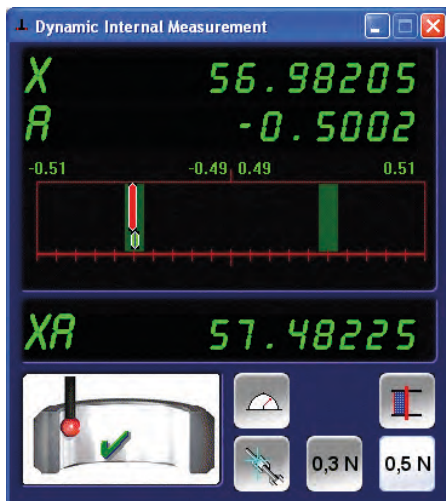 Dynamic Internal Measurement
X 56.98205
A -0.5002
-0.51 -0.49 0.49 0.51
XA 57.48225
0,3 N 0,5 N